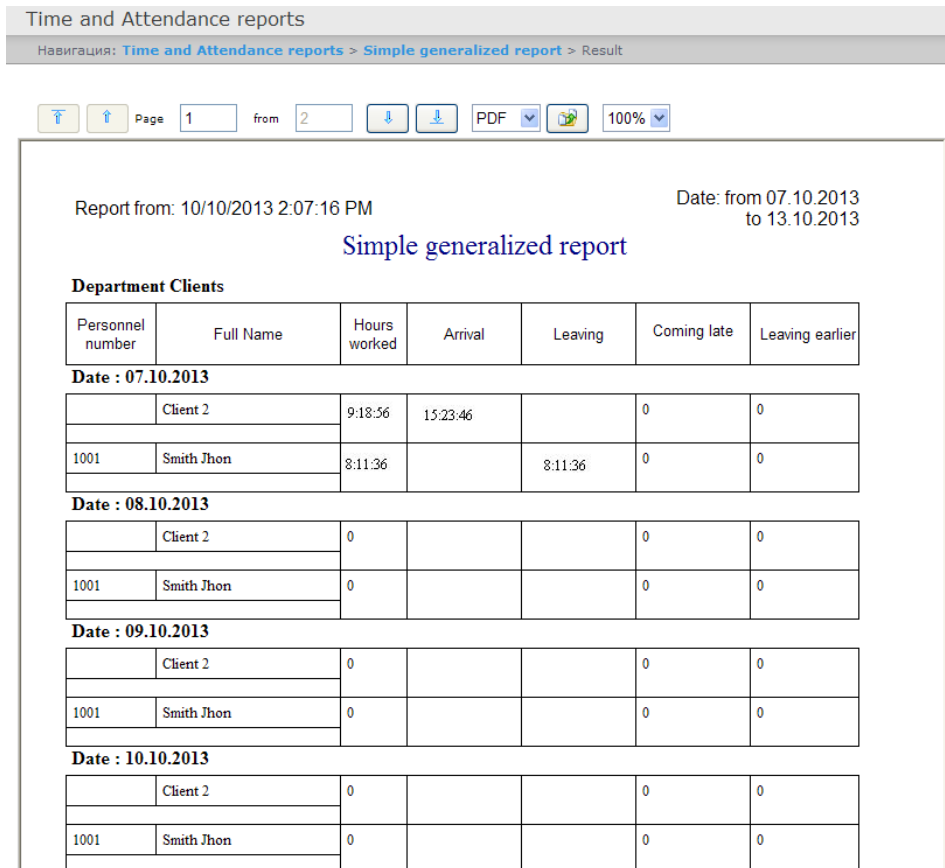 Time and Attendance reports
Навигация: Time and Attendance reports > Simple generalized report > Result
Page 1 from 2 PDF 100%
Report from: 10/10/2013 2:07:16 PM
Date: from 07.10.2013
to 13.10.2013
Simple generalized report
Department Clients
Personnel number Full Name Hours worked Arrival Leaving Coming late Leaving earlier
Date : 07.10.2013
Client 2 9:18:56 15:23:46 0 0
1001 Smith Jhon 8:11:36 8:11:36 0 0
Date : 08.10.2013
Client 2 0 0 0
1001 Smith Jhon 0 0 0
Date : 09.10.2013
Client 2 0 0 0
1001 Smith Jhon 0 0 0
Date : 10.10.2013
Client 2 0 0 0
1001 Smith Jhon 0 0 0